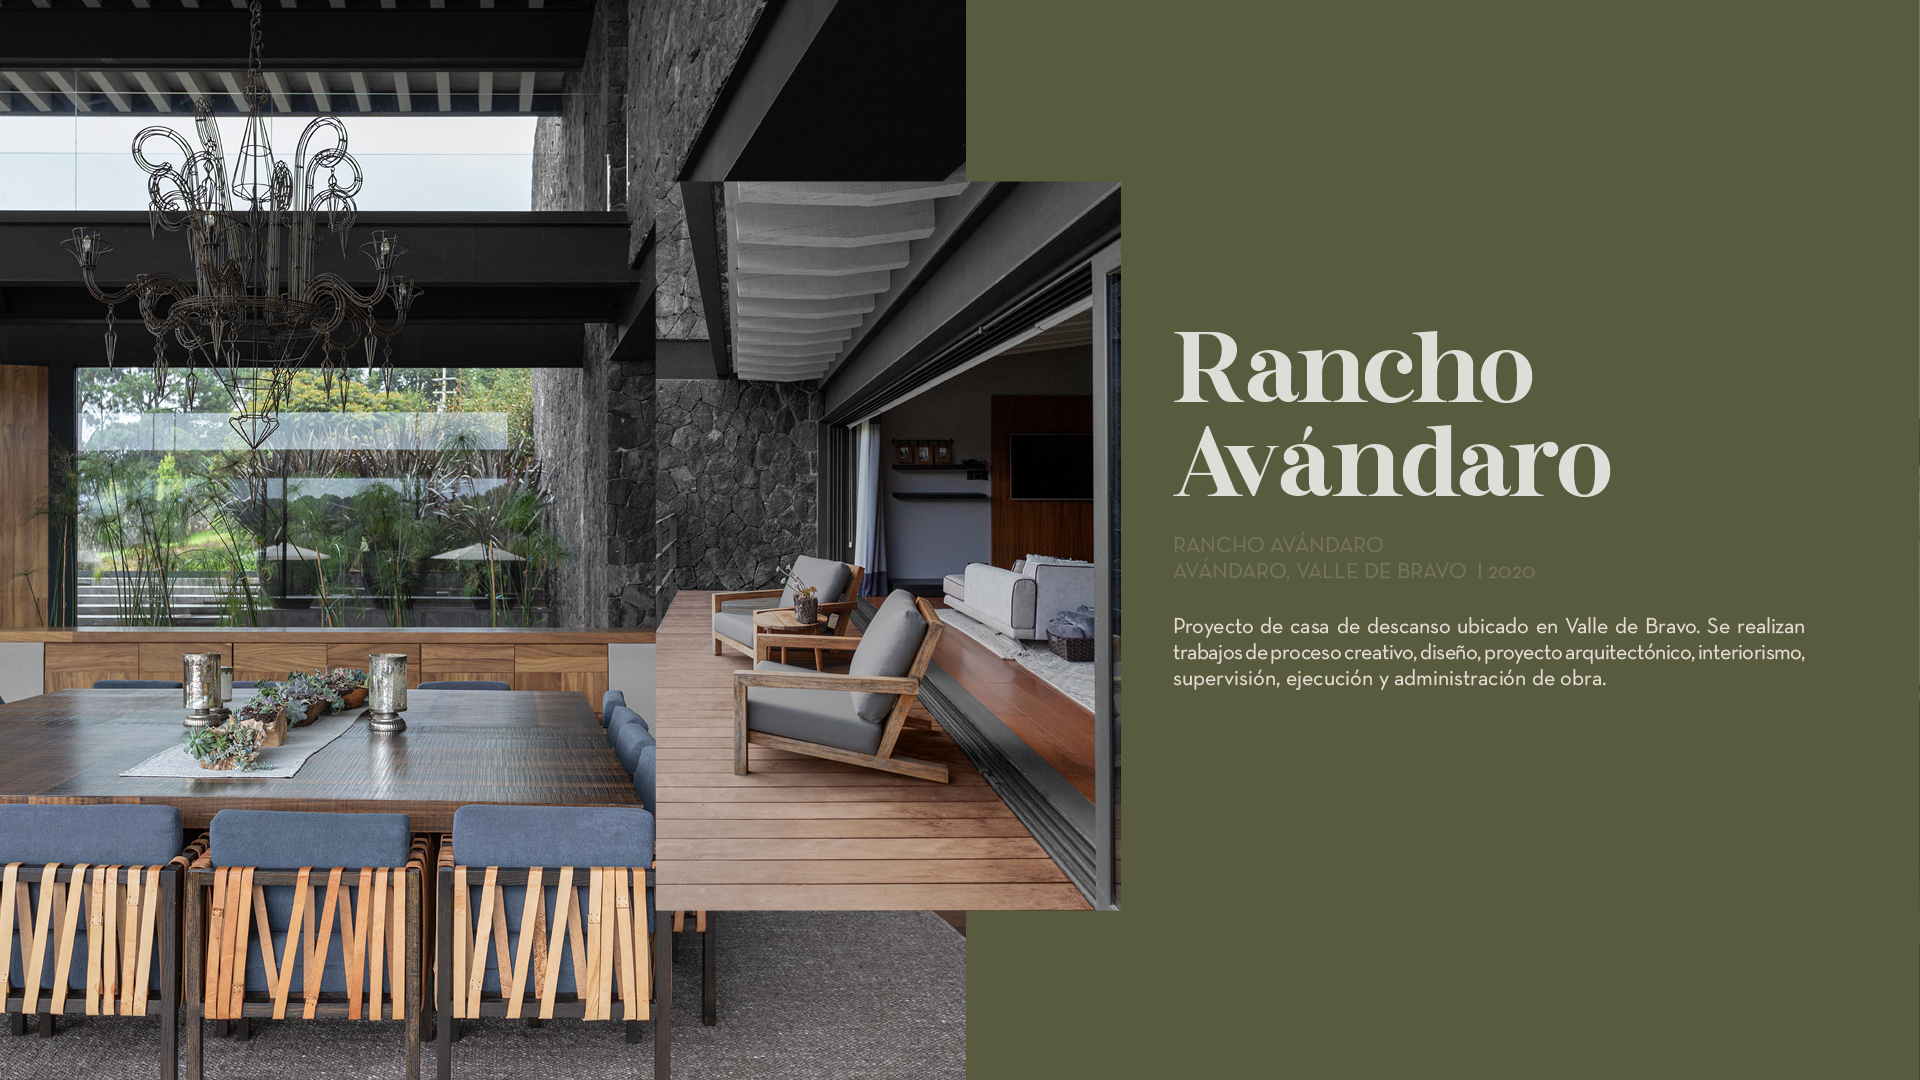 Rancho
Avándaro
RANCHO AVÁNDARO
AVÁNDARO, VALLE DE BRAVO | 2020
Proyecto de casa de descanso ubicado en Valle de Bravo. Se realizan
trabajos de proceso creativo, diseño, proyecto arquitectónico, interiorismo,
supervisión, ejecución y administración de obra.